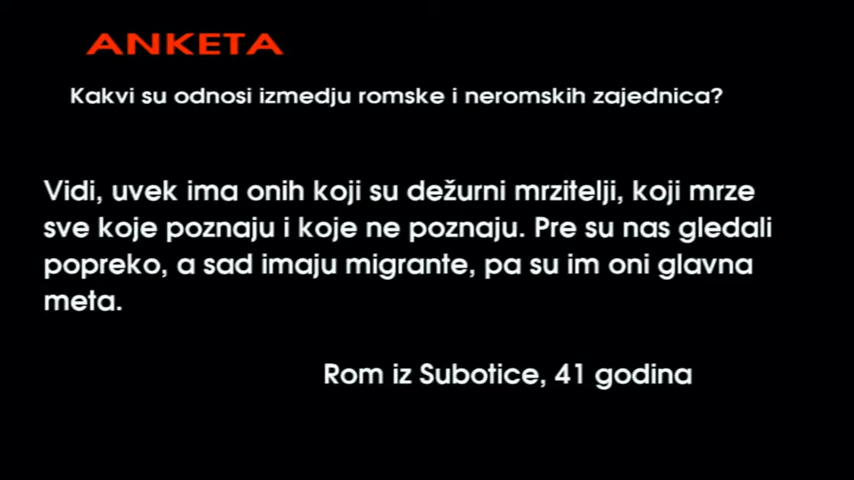 ANKETA
Kakvi su odnosi izmedju romske i neromskih zajednica?
Vidi, uvek ima onih koji su dežurni mrzitelji, koji mrze
sve koje poznaju i koje ne poznaju. Pre su nas gledali
popreko, a sad imaju migrante, pa su im oni glavna
meta.
Rom iz Subotice, 41 godina